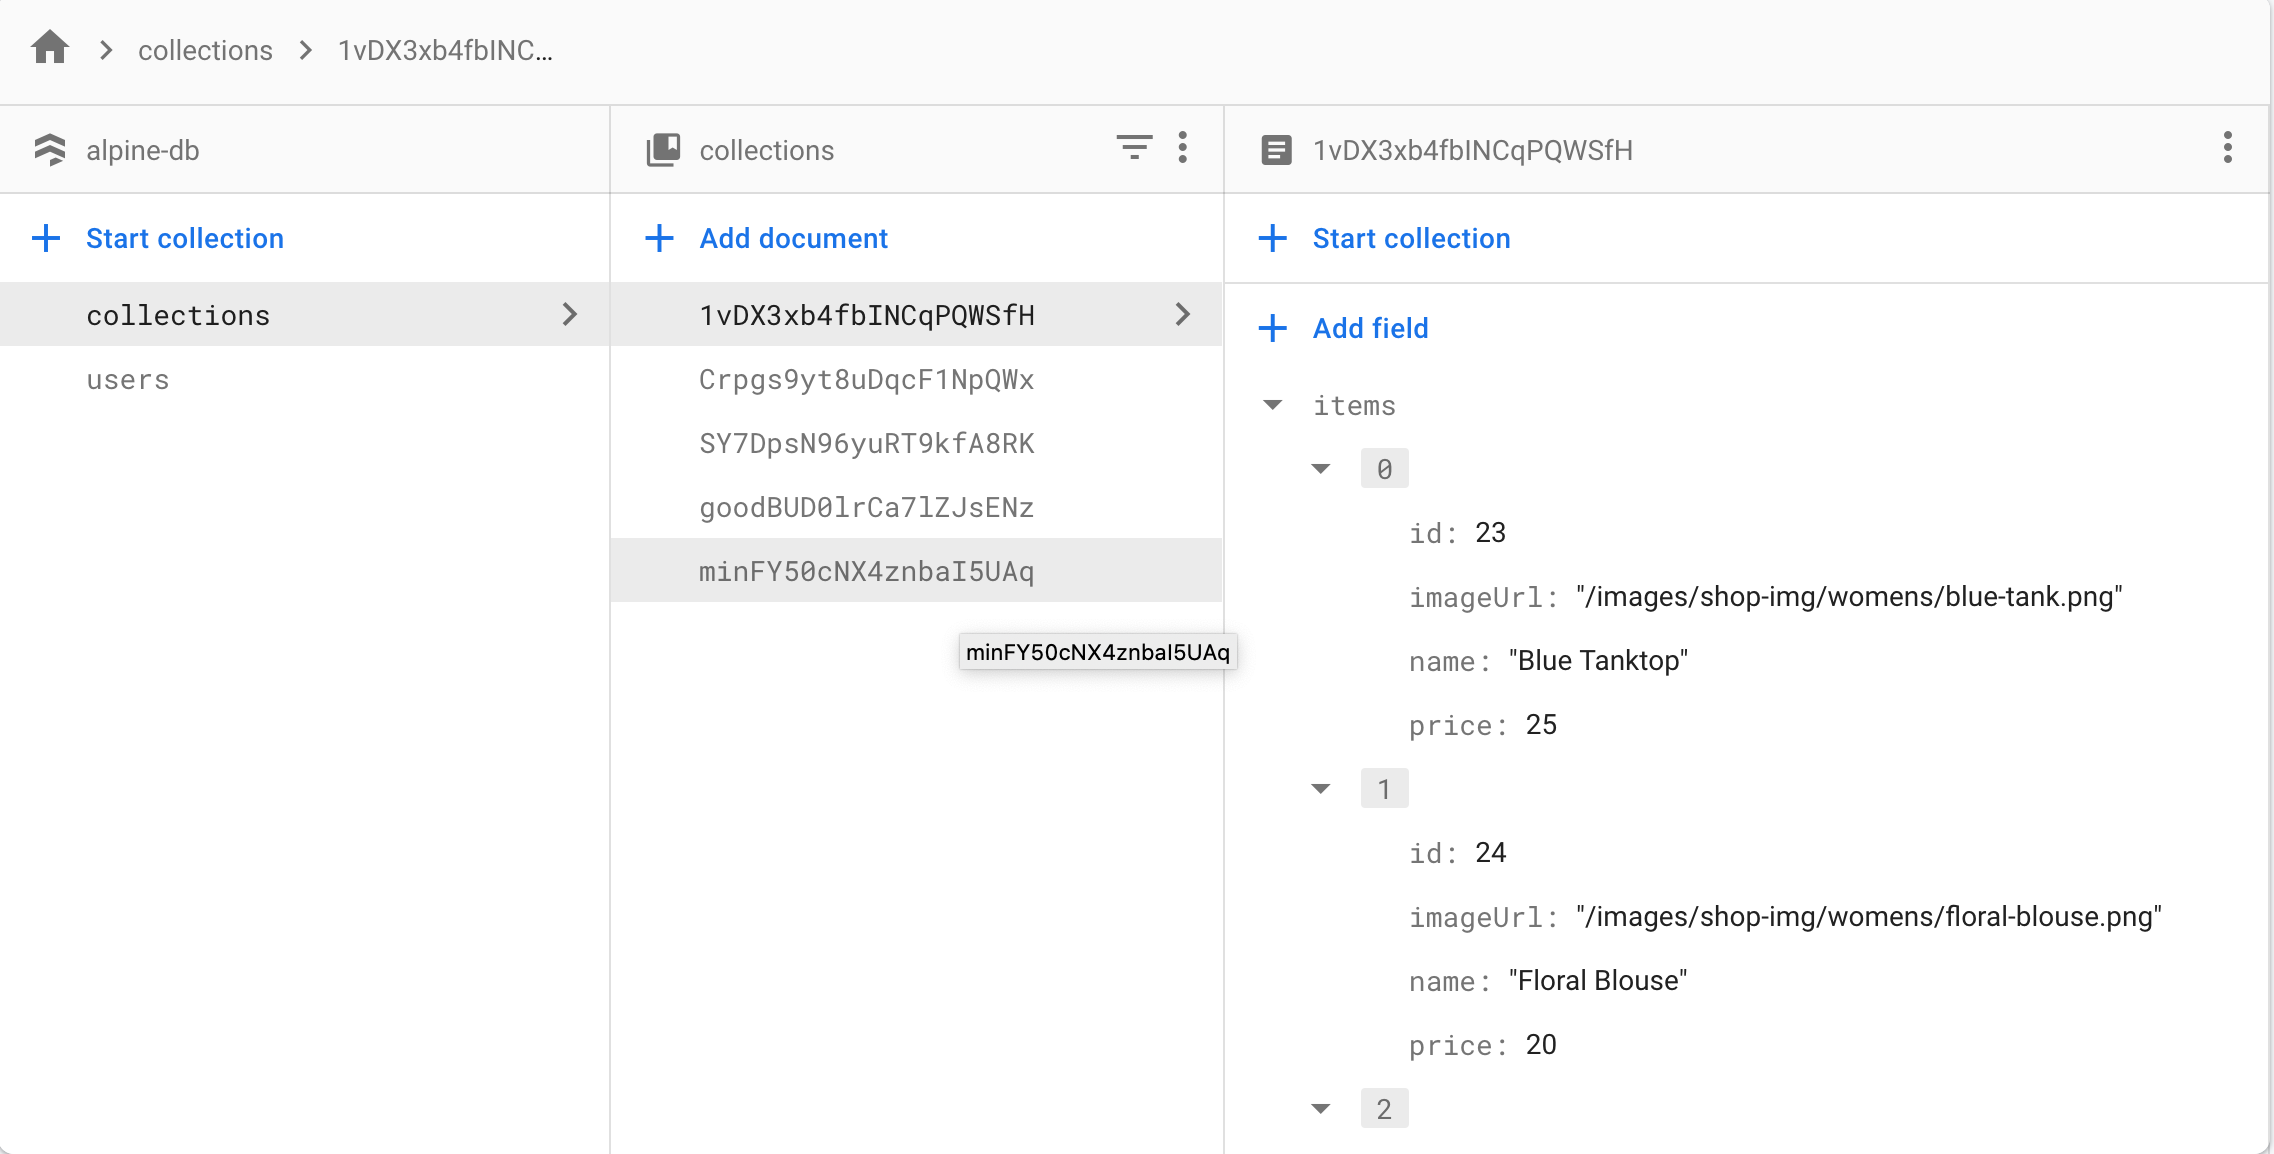 collections
1vDX3xb4fbINC...
alpine-db
Start collection
collections
users
collections
Add document
1vDX3xb4fbINCqPQWSfH
Crpgs9yt8uDqcF1NpQWx
SY7DpsN96yuRT9kfA8RK
goodBUD0lrCa7lZJsENz
minFY50cNX4znbaI5UAq
minFY50cNX4znbaI5UAq
1vDX3xb4fbINCqPQWSfH
Start collection
Add field
items
0
id: 23
imageUrl: "/images/shop-img/womens/blue-tank.png"
name: "Blue Tanktop"
price: 25
1
id: 24
imageUrl: "/images/shop-img/womens/floral-blouse.png"
name: "Floral Blouse"
price: 20
2